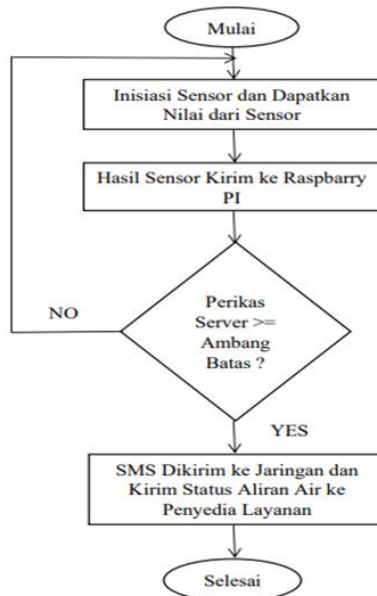 Mulai
Inisiasi Sensor dan Dapatkan
Nilai dari Sensor
Hasil Sensor Kirim ke Raspbarry
PI
NO
Perikas
Server >=
Ambang
Batas ?
YES
SMS Dikirim ke Jaringan dan
Kirim Status Aliran Air ke
Penyedia Layanan
Selesai